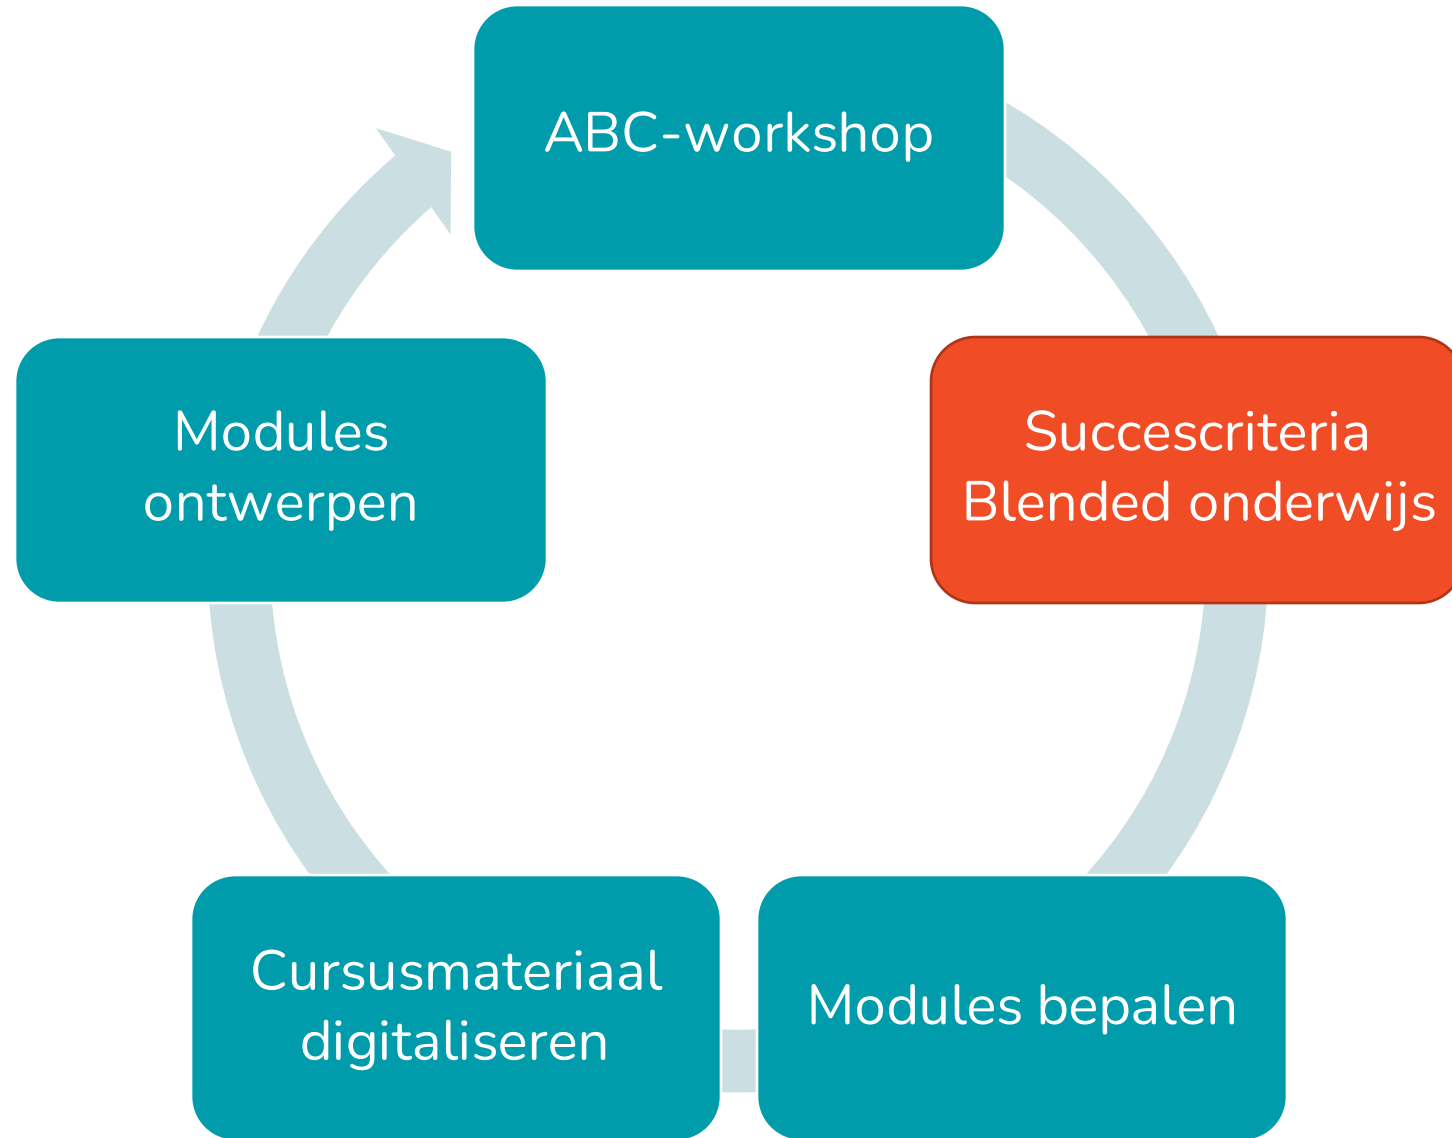 ABC-workshop
Succescriteria
Blended onderwijs
Modules bepalen
Cursusmateriaal
digitaliseren
Modules
ontwerpen